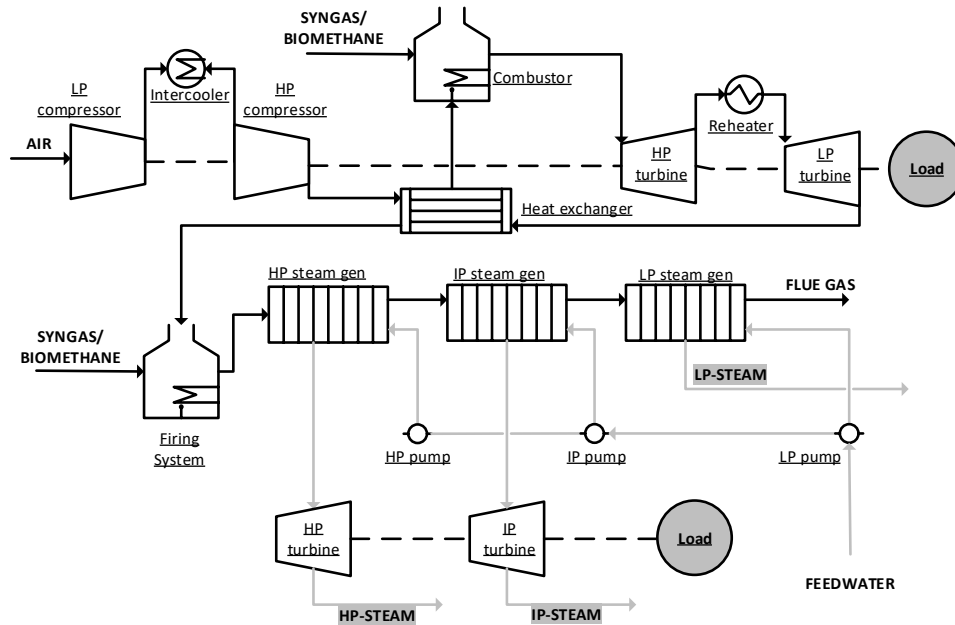 SYNGAS/
BIOMETHANE
LP
compressor
Intercooler
HP
compressor
Combustor
Reheater
AIR
HP
turbine
LP
turbine
Load
Heat exchanger
HP steam gen
IP steam gen
LP steam gen
FLUE GAS
SYNGAS/
BIOMETHANE
LP-STEAM
Firing
System
HP pump
IP pump
LP pump
HP
turbine
IP
turbine
Load
FEEDWATER
HP-STEAM
IP-STEAM